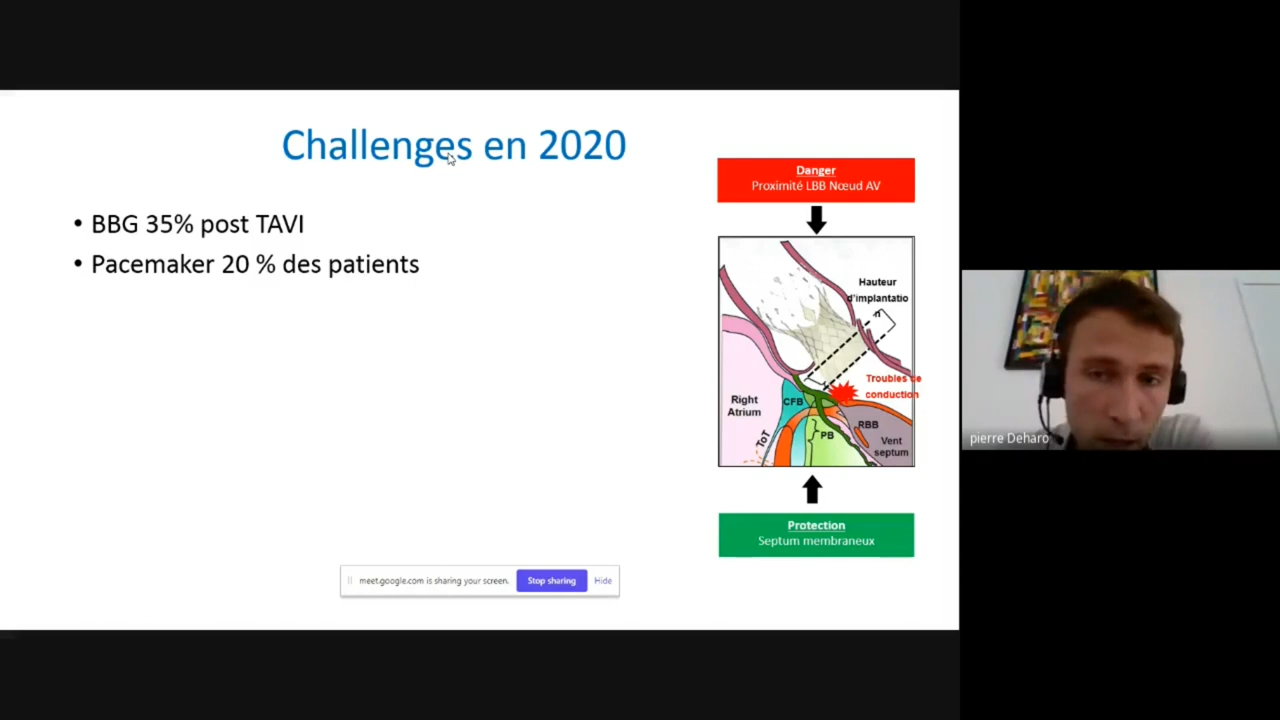 Challenges en 2020
• BBG 35% post TAVI
• Pacemaker 20 % des patients
Danger
Proximité LBB Nœud AV
Hauteur
d'implantatio
n
Troubles de
conduction
Right
Atrium
CFB
ToT
PB
RBB
Vent
septum
Protection
Septum membraneux
meet.google.com is sharing your screen.
Stop sharing
Hide
pierre Deharo